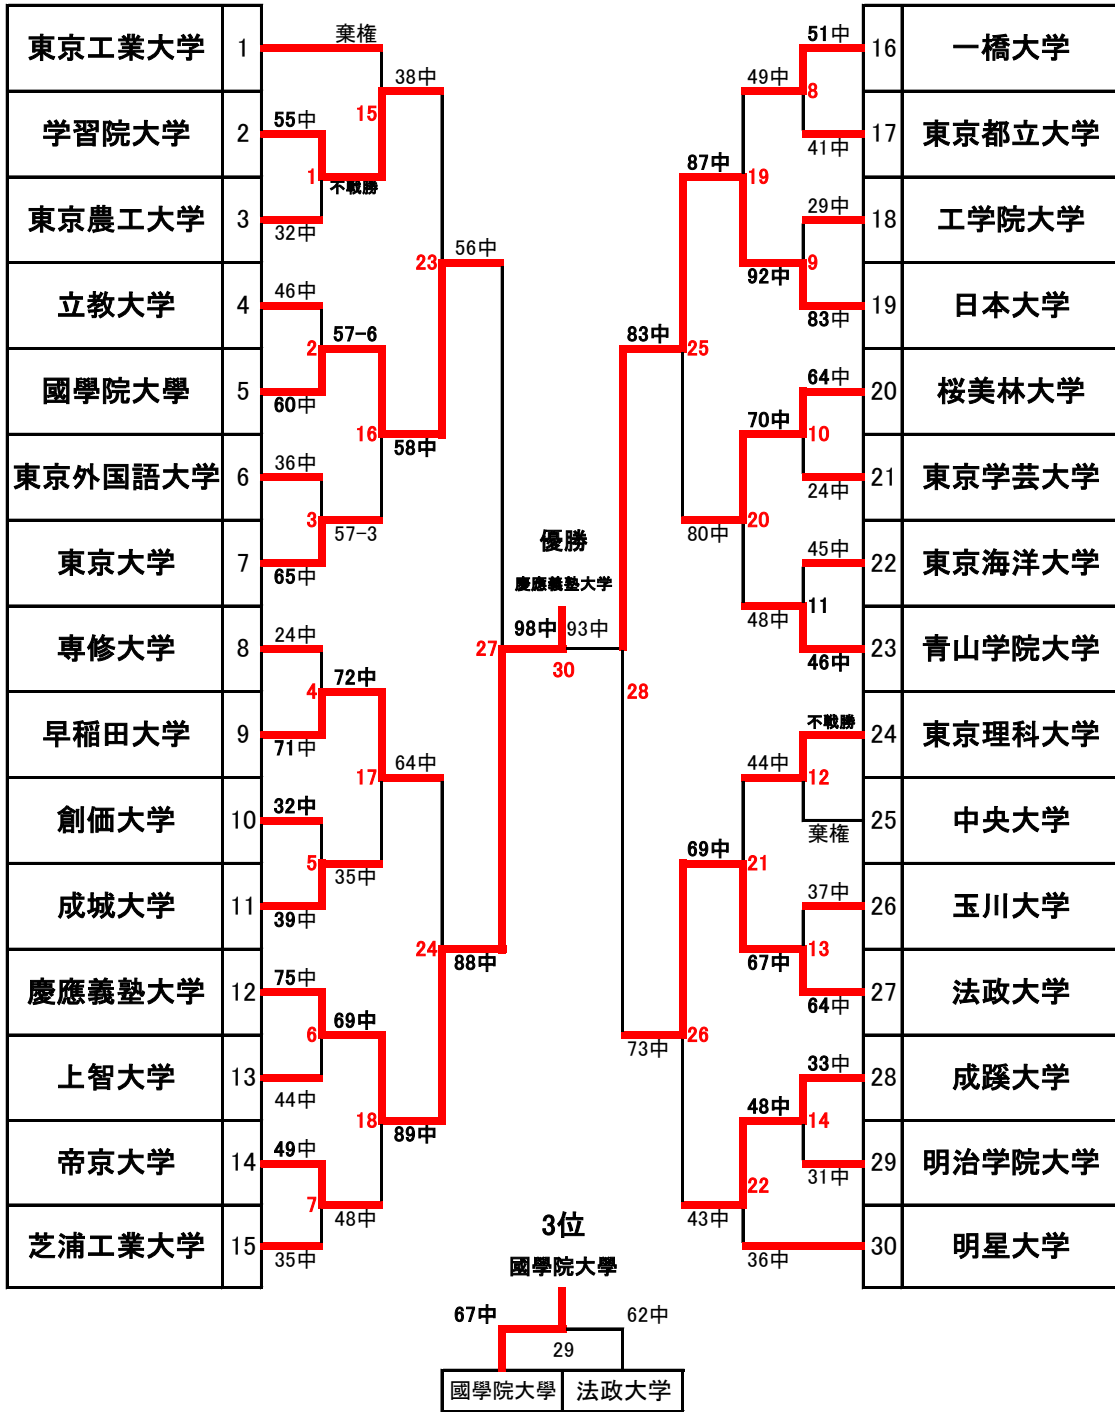 東京工業大学 1 棄権
38中
15
学習院大学 2 55中
1 不戦勝
東京農工大学 3 32中
23 56中
立教大学 4 46中
2 57-6
國學院大學 5 60中
16 58中
東京外国語大学 6 36中
3 57-3
東京大学 7 65中
専修大学 8 24中
4 72中
早稲田大学 9 71中
17 64中
創価大学 10 32中
5 35中
成城大学 11 39中
24 88中
慶應義塾大学 12 75中
6 69中
上智大学 13 44中
18 89中
帝京大学 14 49中
7 48中
芝浦工業大学 15 35中
優勝
慶應義塾大学
27 98中 93中
30
28
51中 16 一橋大学
49中 8
41中 17 東京都立大学
87中 19
29中 18 工学院大学
92中 9
83中 19 日本大学
83中 25
64中 20 桜美林大学
70中 10
24中 21 東京学芸大学
80中 20
45中 22 東京海洋大学
48中 11
46中 23 青山学院大学
不戦勝 24 東京理科大学
44中 12
棄権 25 中央大学
69中 21
37中 26 玉川大学
67中 13
64中 27 法政大学
73中 26
33中 28 成蹊大学
48中 14
31中 29 明治学院大学
43中 22
36中 30 明星大学
3位
國學院大學
67中 62中
29
國學院大學 法政大学